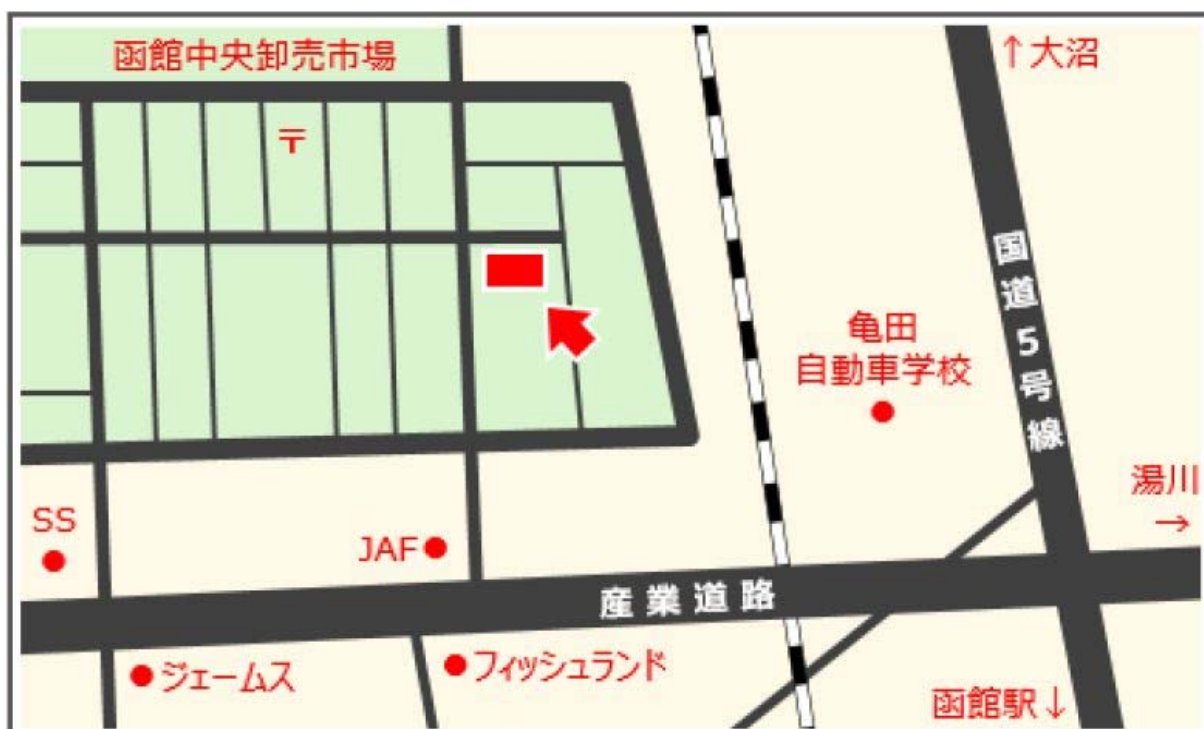 函館中央卸売市場
↑大沼
〒
国道5号線
亀田
自動車学校
湯川
→
SS
JAF
産業道路
ジェームス
フィッシュランド
函館駅↓